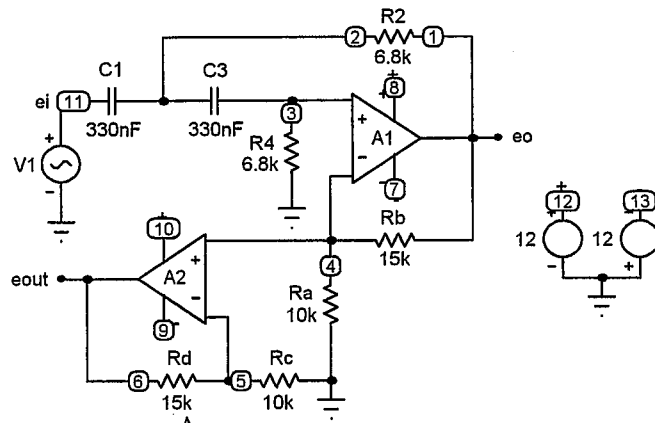 R2
2
1
6.8k
C1
C3
8
+
+
ei
11
3
+
A1
eo
330nF
330nF
R4
6.8k
-
+
V1
-
-
7
-
+
12
+
-
13
-
10
+
Rb
12
12
eout
A2
+
-
4
15k
-
+
Ra
10k
9
-
Rd
Rc
6
5
15k
10k